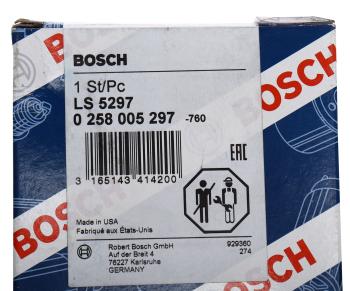 BOSCH
BOSCH
1 St/Pc
LS 5297
0 258 005 297 -760
EAC
3 165143 414200
Made in USA
Fabriqué aux États-Unis
Robert Bosch GmbH
Auf der Breit 4
76227 Karlsruhe
GERMANY
929360
274
BOSCH
BOSCH